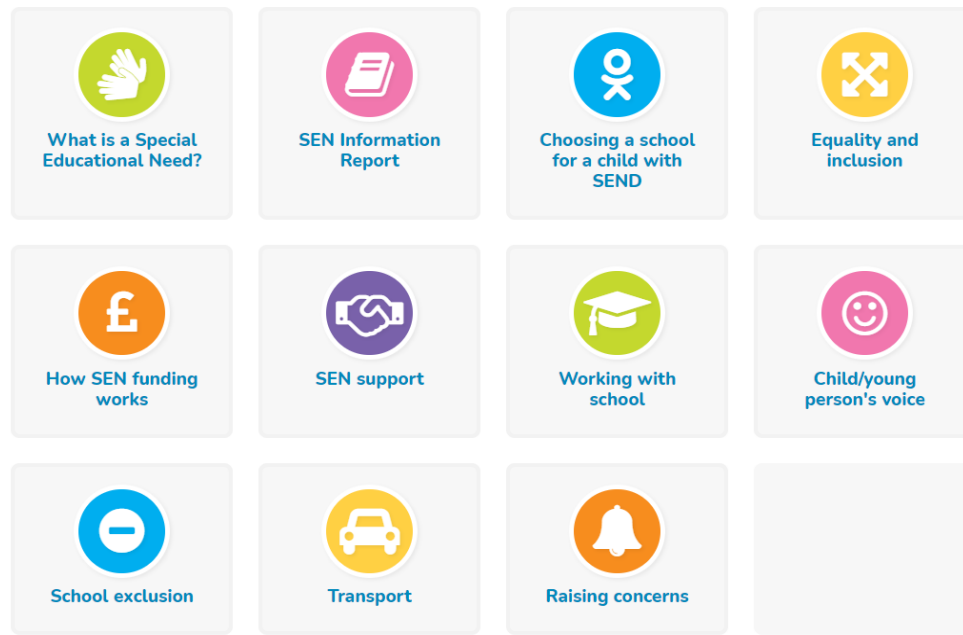 What is a Special
Educational Need?
SEN Information
Report
Choosing a school
for a child with
SEND
Equality and
inclusion
£
How SEN funding
works
SEN support
Working with
school
Child/young
person's voice
School exclusion
Transport
Raising concerns